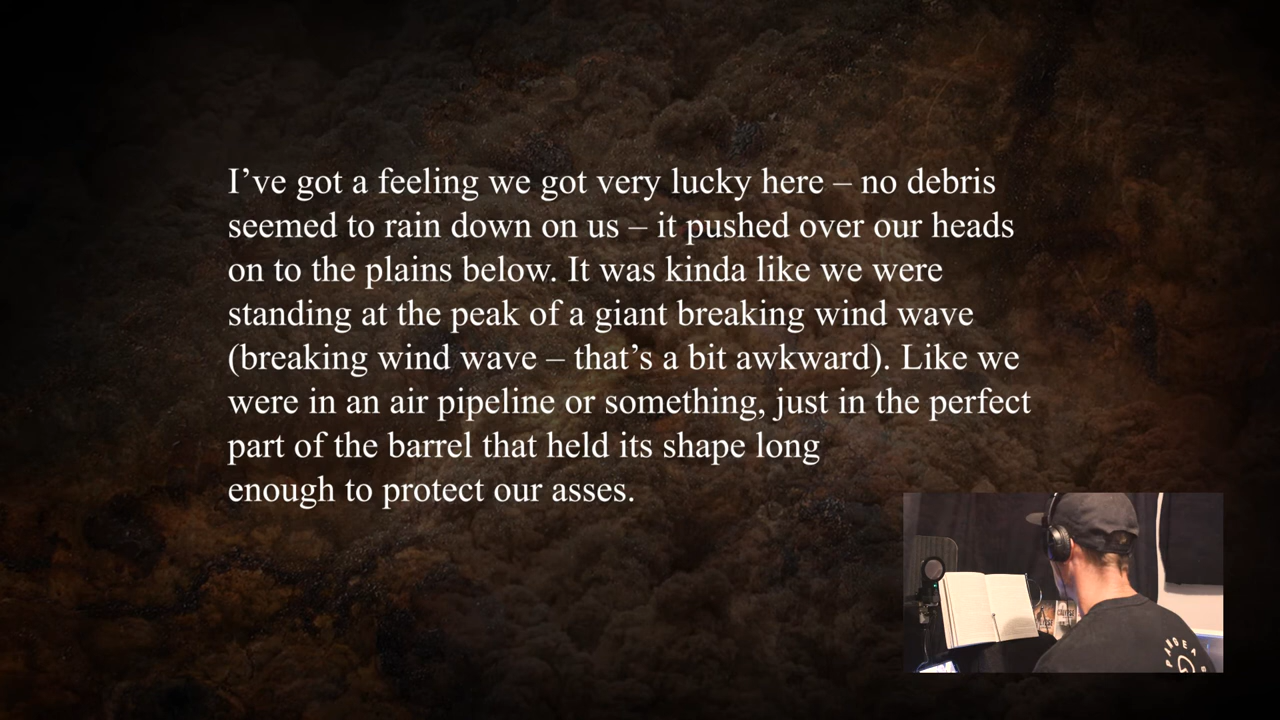 I’ve got a feeling we got very lucky here – no debris
seemed to rain down on us – it pushed over our heads
on to the plains below. It was kinda like we were
standing at the peak of a giant breaking wind wave
(breaking wind wave – that’s a bit awkward). Like we
were in an air pipeline or something, just in the perfect
part of the barrel that held its shape long
enough to protect our asses.